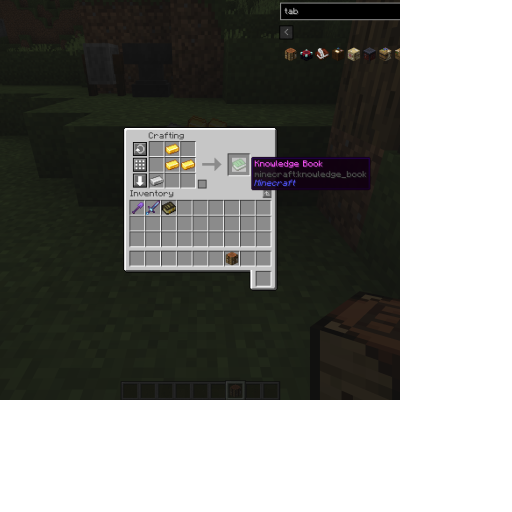 tab
Crafting
Knowledge Book
minecraft:knowledge_book
Minecraft
Inventory